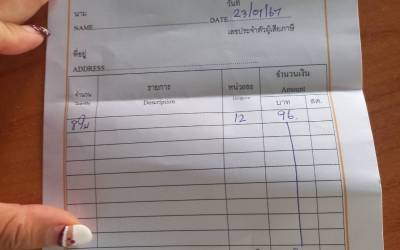 นาม วันที่
NAME DATE 23/01/67
เลขประจำตัวผู้เสียภาษี
ที่อยู่
ADDRESS
จำนวน รายการ หน่วยละ จำนวนเงิน
Description Amount
บาท สต.
12 96.